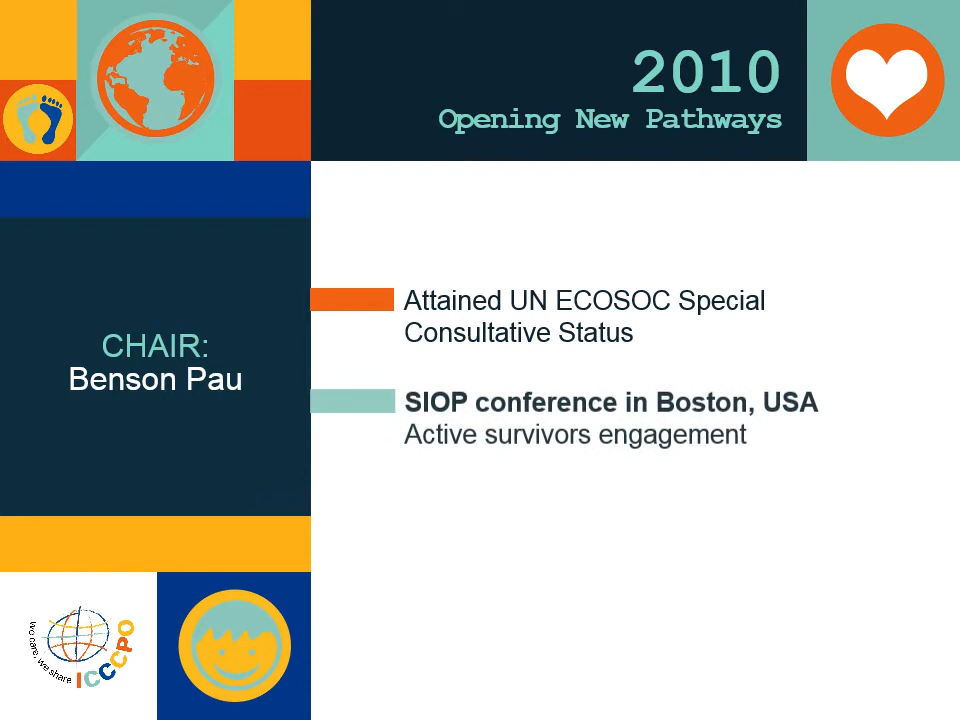 2010
Opening New Pathways
CHAIR:
Benson Pau
Attained UN ECOSOC Special
Consultative Status
SIOP conference in Boston, USA
Active survivors engagement
We care, we share
ICCCPO